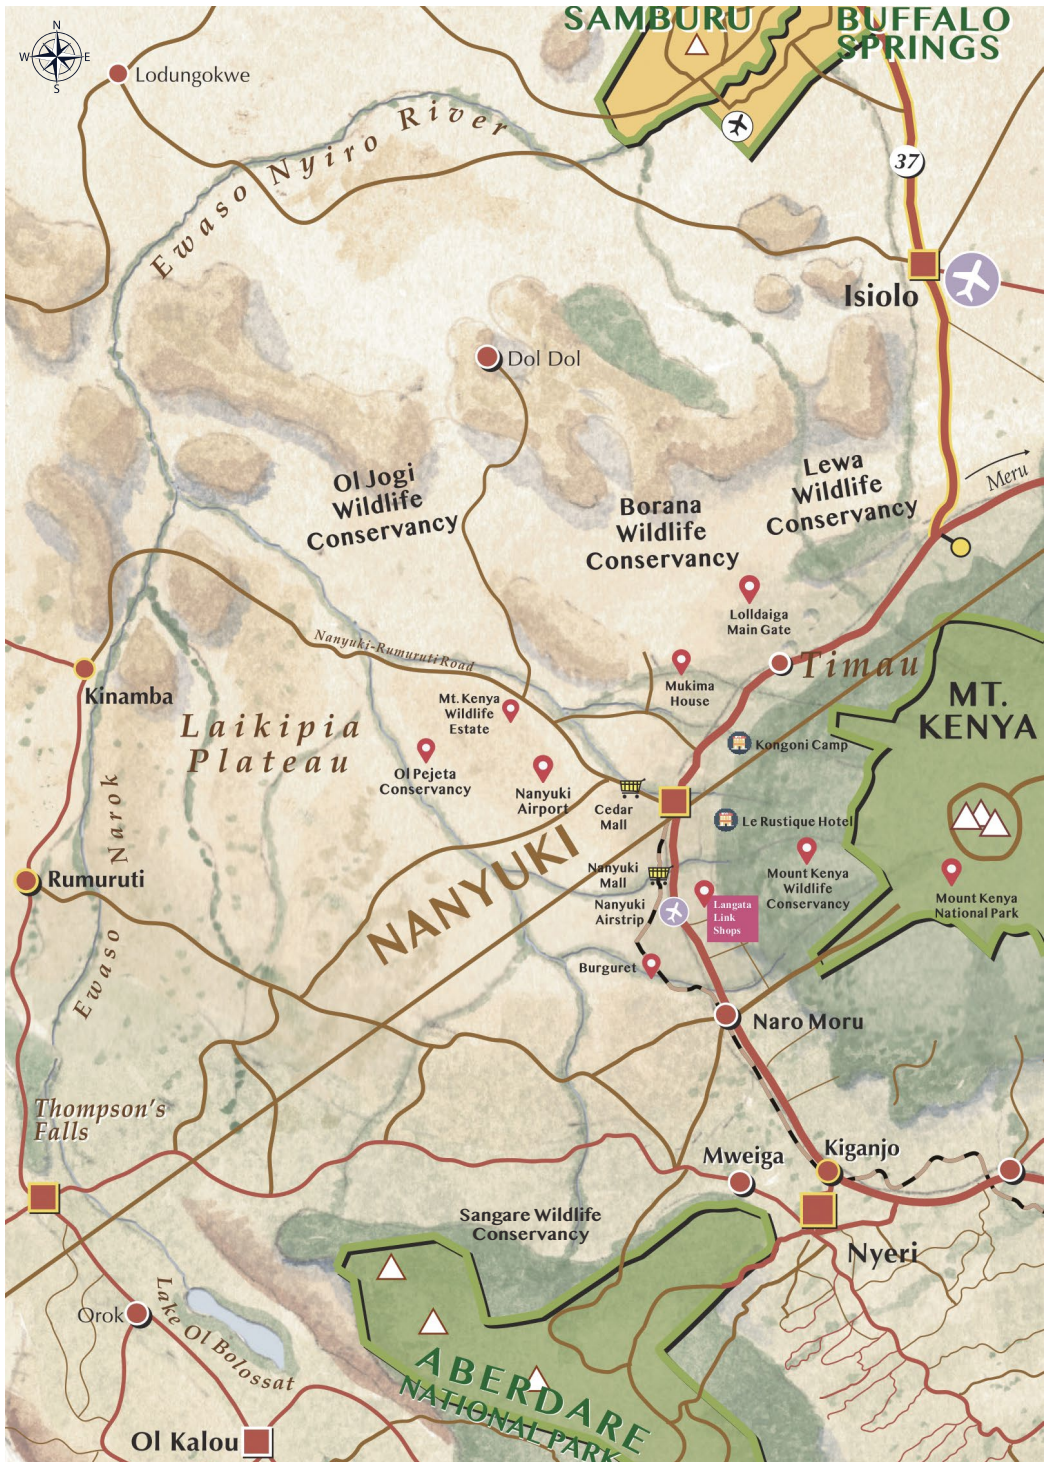 SAMBURU
BUFFALO
SPRINGS
N
W
E
S
Lodungokwe
Ewaso Nyiro River
37
Isiolo
Dol Dol
Ol Jogi
Wildlife
Conservancy
Borana
Wildlife
Conservancy
Lewa
Wildlife
Conservancy
Meru
Lolldaiga
Main Gate
Nanyuki-Rumuruti Road
Timau
Mukima
House
Kinamba
Mt. Kenya
Wildlife
Estate
MT.
KENYA
Laikipia
Plateau
Kongoni Camp
Ol Pejeta
Conservancy
Nanyuki
Airport
Cedar
Mall
Le Rustique Hotel
NANYUKI
Nanyuki
Mall
Mount Kenya
Wildlife
Conservancy
Mount Kenya
National Park
Rumuruti
Ewaso Narok
Nanyuki
Airstrip
Langata
Link
Shops
Burguret
Naro Moru
Thompson's
Falls
Mweiga
Kiganjo
Sangare Wildlife
Conservancy
Nyeri
Orok
Lake Ol Bolossat
ABERDARE
NATIONAL PARK
Ol Kalou